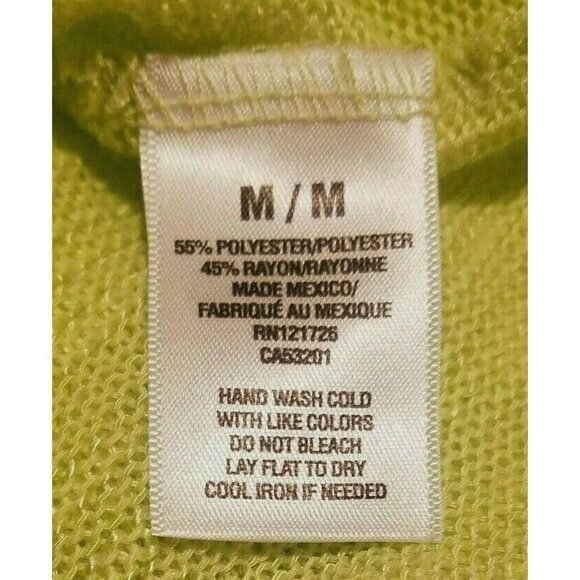 M / M
55% POLYESTER/POLYESTER
45% RAYON/RAYONNE
MADE MEXICO/
FABRIQUÉ AU MEXIQUE
RN121726
CA53201
HAND WASH COLD
WITH LIKE COLORS
DO NOT BLEACH
LAY FLAT TO DRY
COOL IRON IF NEEDED